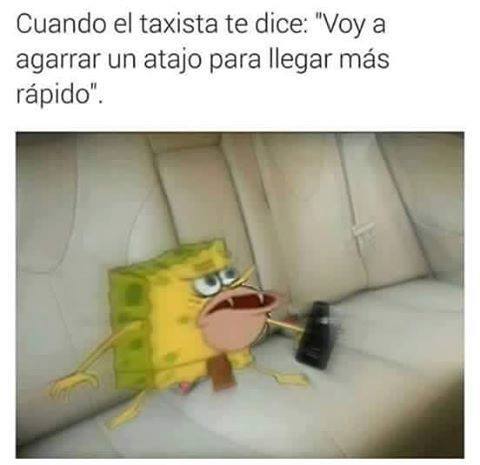 Cuando el taxista te dice: "Voy a
agarrar un atajo para llegar más
rápido".